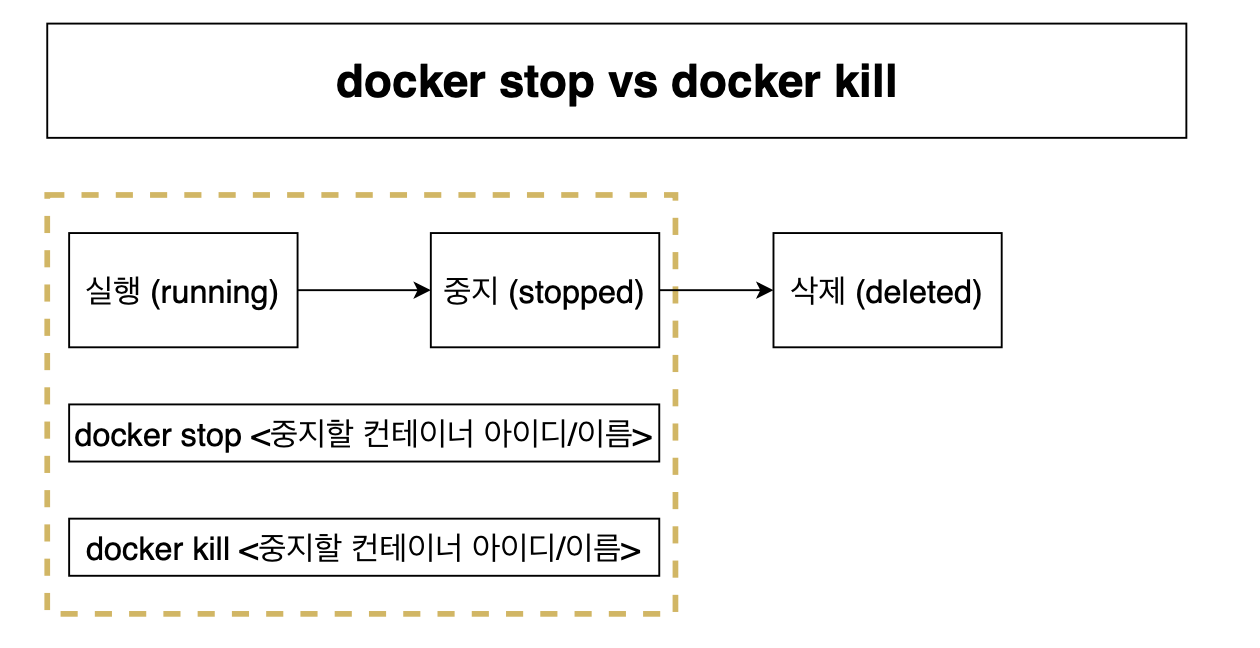 docker stop vs docker kill
실행 (running)
중지 (stopped)
삭제 (deleted)
docker stop <중지할 컨테이너 아이디/이름>
docker kill <중지할 컨테이너 아이디/이름>